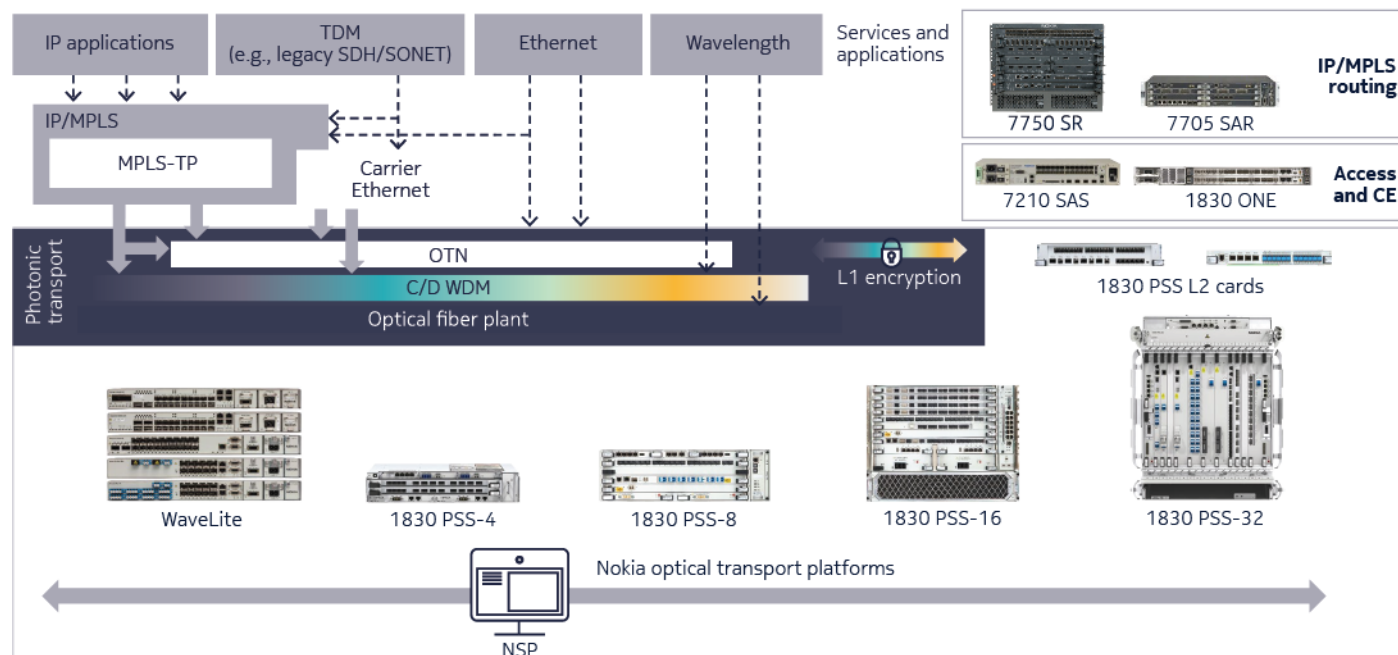 IP applications
TDM
(e.g., legacy SDH/SONET)
Ethernet
Wavelength
Services and
applications
IP/MPLS
MPLS-TP
Carrier
Ethernet
7750 SR
7705 SAR
IP/MPLS
routing
7210 SAS
1830 ONE
Access
and CE
Photonic
transport
OTN
C/D WDM
Optical fiber plant
L1 encryption
1830 PSS L2 cards
WaveLite
1830 PSS-4
1830 PSS-8
1830 PSS-16
1830 PSS-32
Nokia optical transport platforms
NSP